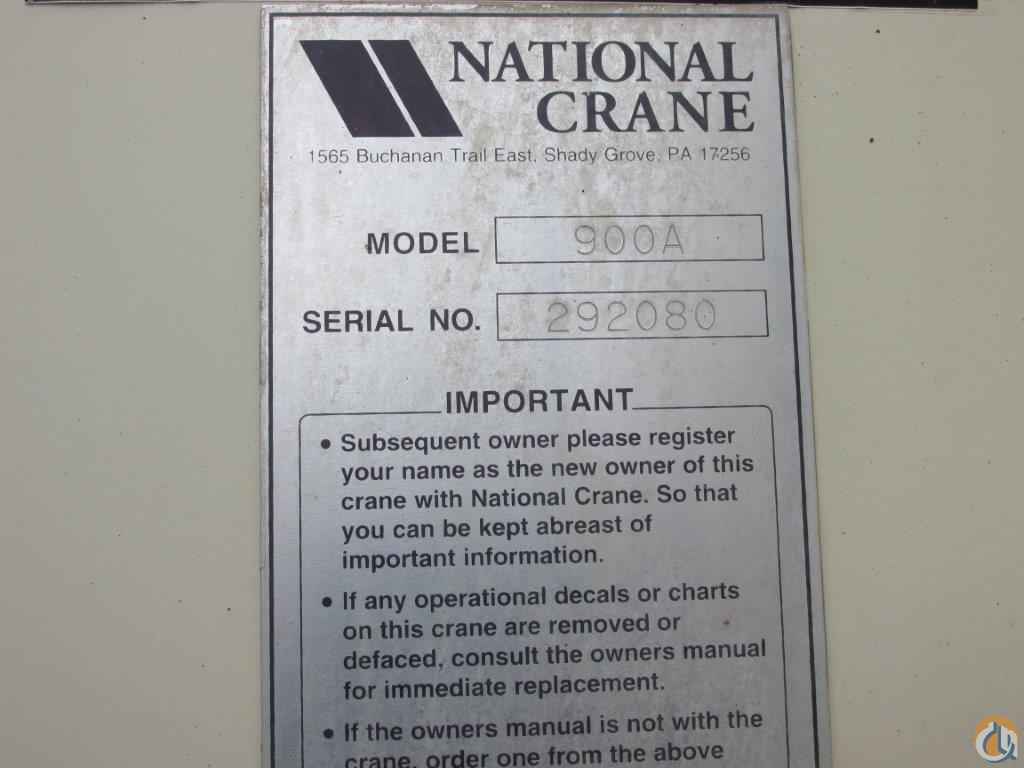 NATIONAL
CRANE
1565 Buchanan Trail East, Shady Grove, PA 17256
MODEL 900A
SERIAL NO. 292080
IMPORTANT
• Subsequent owner please register
your name as the new owner of this
crane with National Crane. So that
you can be kept abreast of
important information.
• If any operational decals or charts
on this crane are removed or
defaced, consult the owners manual
for immediate replacement.
• If the owners manual is not with the
crane, order one from the above